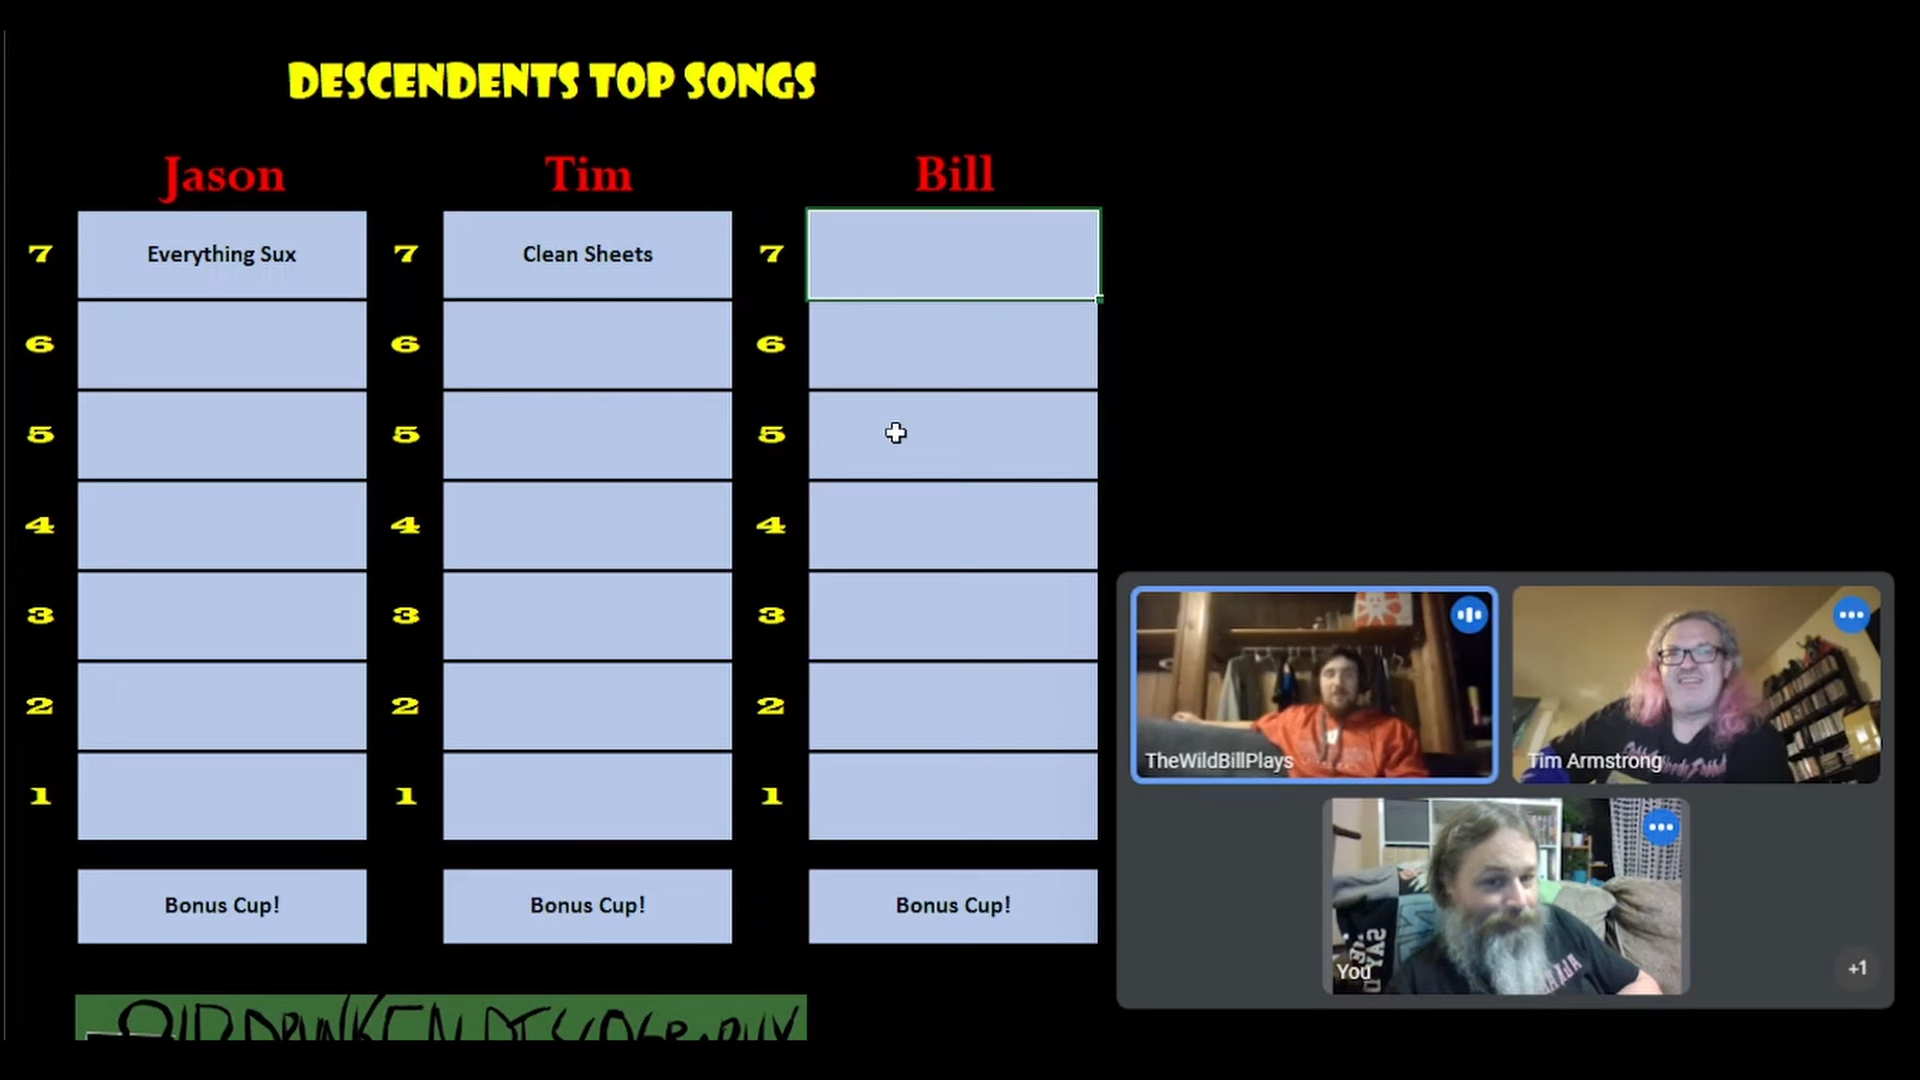 DESCENDENTS TOP SONGS
Jason Tim Bill
7 Everything Sux 7 Clean Sheets 7
6 6 6
5 5 5
4 4 4
3 3 3
2 2 2
1 1 1
Bonus Cup! Bonus Cup! Bonus Cup!
TheWildBillPlays
Tim Armstrong
You
+1